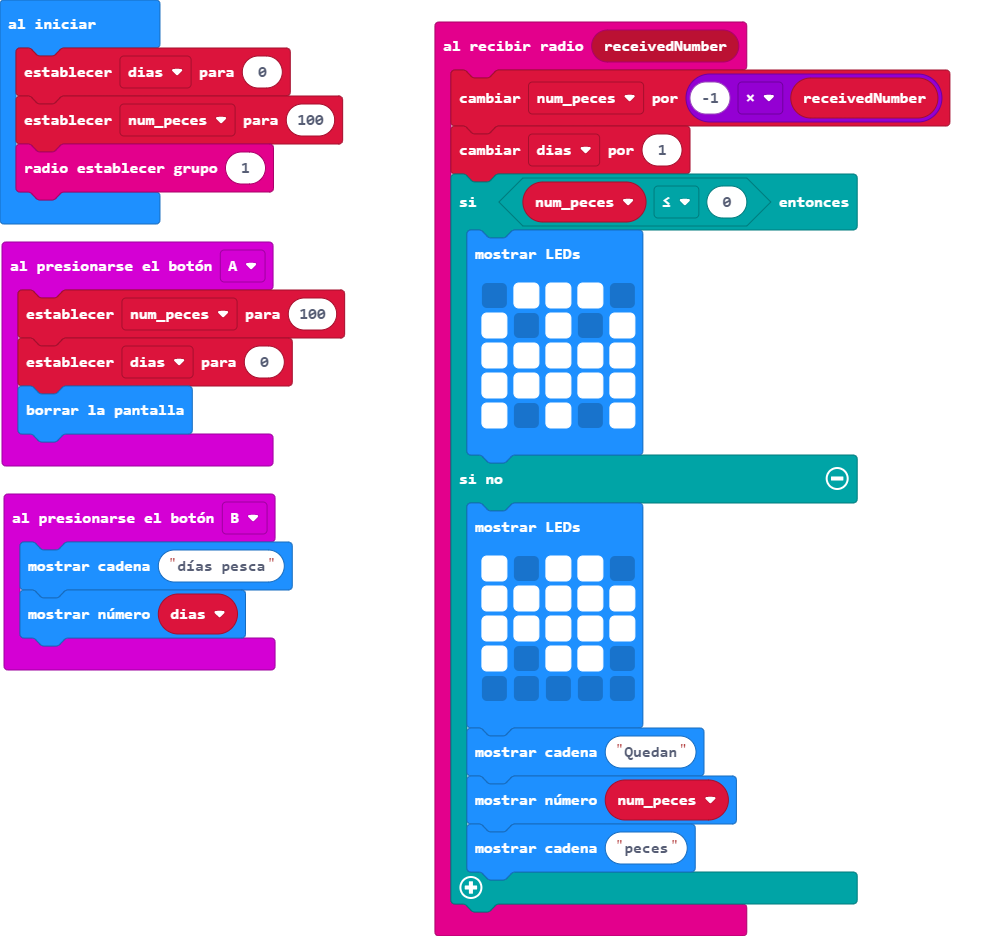 al iniciar
establecer dias para 0
establecer num_peces para 100
radio establecer grupo 1
al presionarse el botón A
establecer num_peces para 100
establecer dias para 0
borrar la pantalla
al presionarse el botón B
mostrar cadena "días pesca"
mostrar número dias
al recibir radio receivedNumber
cambiar num_peces por -1 × receivedNumber
cambiar dias por 1
si num_peces ≤ 0 entonces
mostrar LEDs
si no
mostrar LEDs
mostrar cadena "Quedan"
mostrar número num_peces
mostrar cadena "peces"